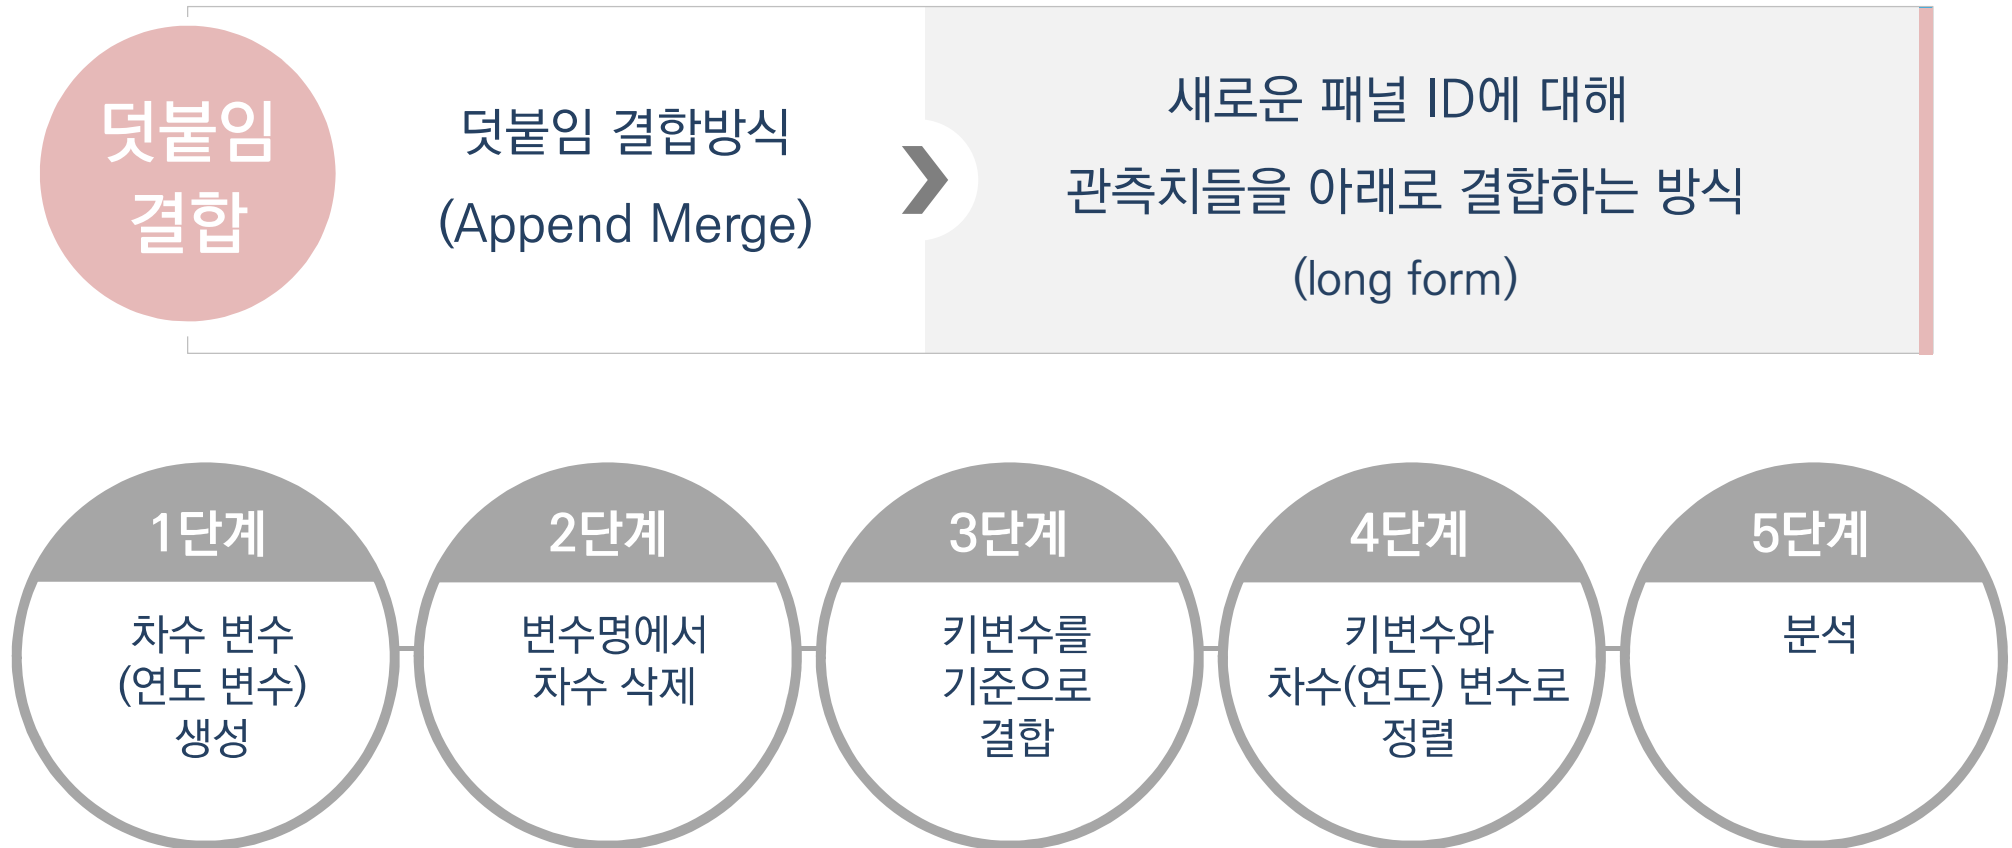 덧붙임
결합
덧붙임 결합방식
(Append Merge)
새로운 패널 ID에 대해
관측치들을 아래로 결합하는 방식
(long form)
1단계
차수 변수
(연도 변수)
생성
2단계
변수명에서
차수 삭제
3단계
키변수를
기준으로
결합
4단계
키변수와
차수(연도) 변수로
정렬
5단계
분석